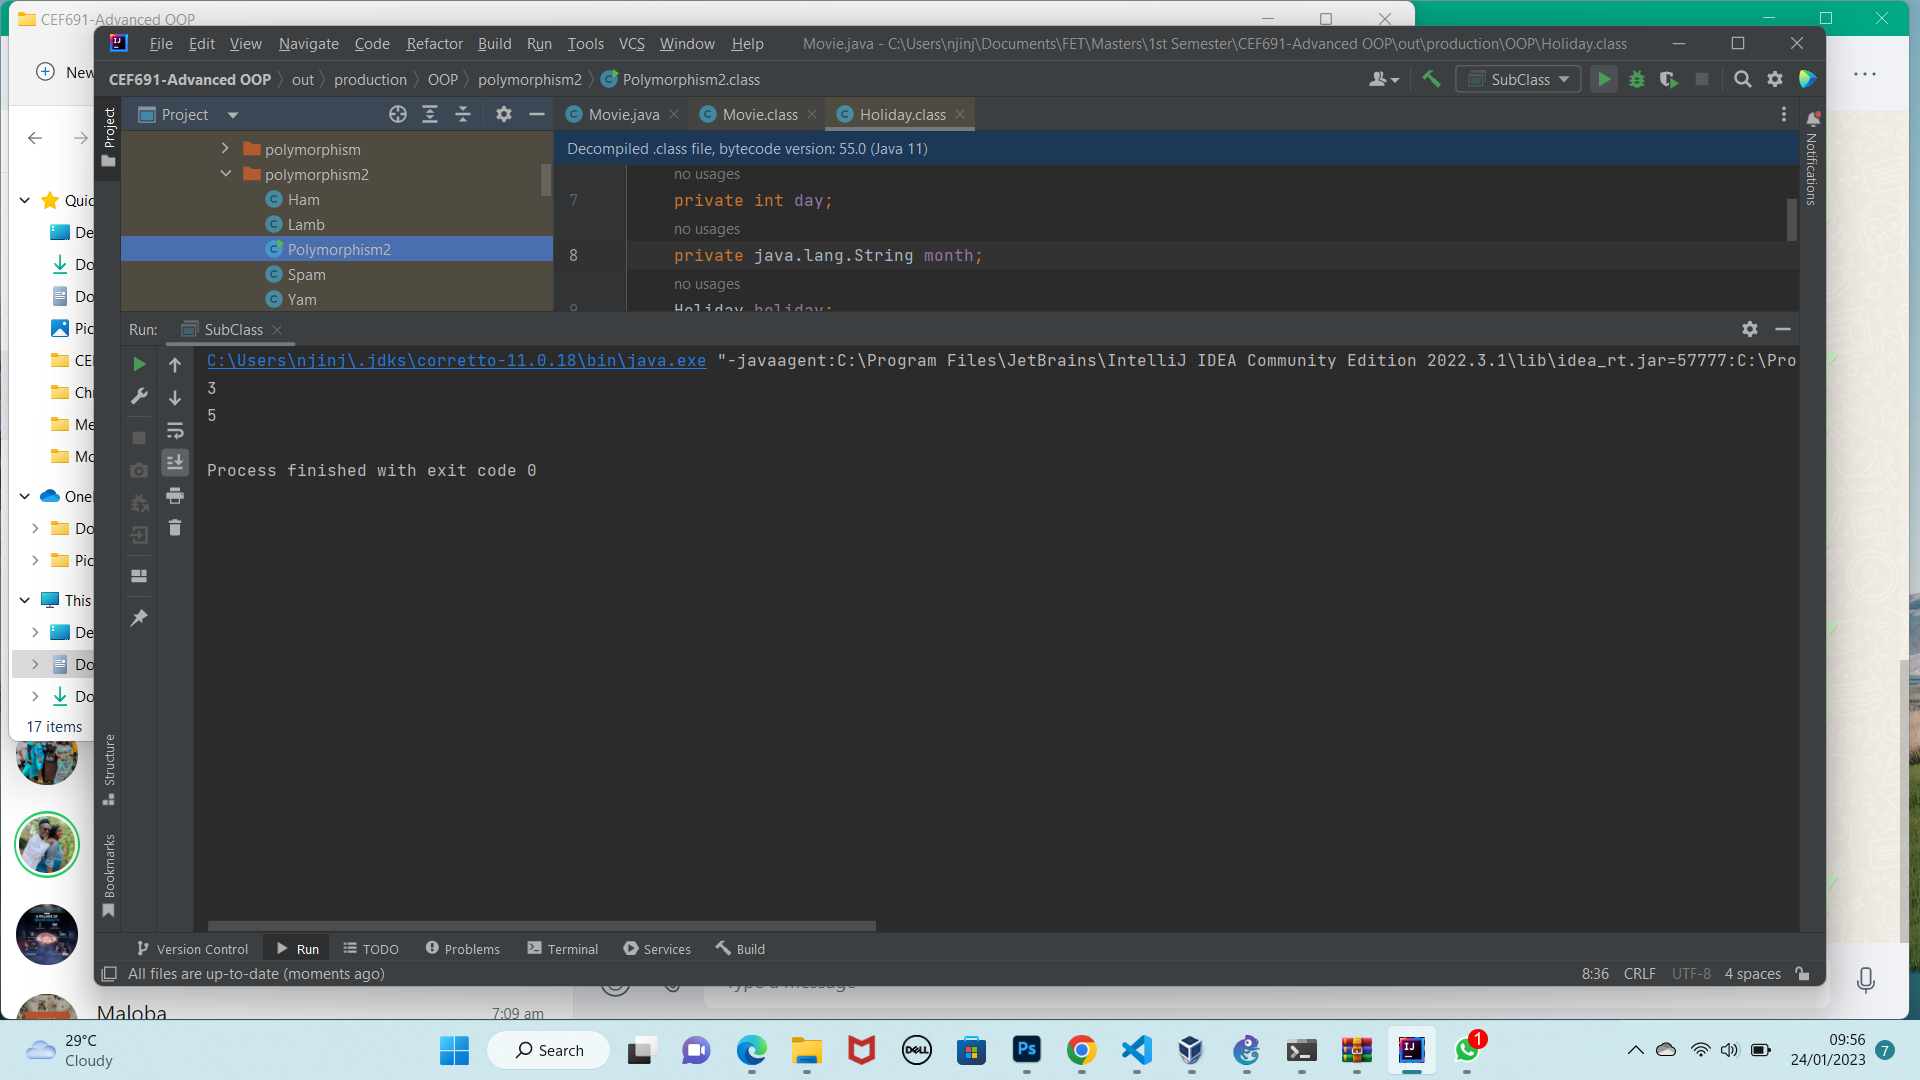 CEF691-Advanced OOP
File Edit View Navigate Code Refactor Build Run Tools VCS Window Help
Movie.java - C:\Users\njinj\Documents\FET\Masters\1st Semester\CEF691-Advanced OOP\out\production\OOP\Holiday.class
New
CEF691-Advanced OOP out production OOP polymorphism2 Polymorphism2.class
SubClass
Project
Project
Movie.java
Movie.class
Holiday.class
Notifications
Decompiled .class file, bytecode version: 55.0 (Java 11)
polymorphism
polymorphism2
Ham
Lamb
Polymorphism2
Spam
Yam
no usages
7 private int day;
no usages
8 private java.lang.String month;
no usages
9 Holiday holiday;
Quic
De
Do
Do
Pic
CEF
Chr
Me
Mo
One
Do
Pic
This
De
Do
Do
17 items
Run: SubClass
C:\Users\njinj\.jdks\corretto-11.0.18\bin\java.exe "-javaagent:C:\Program Files\JetBrains\IntelliJ IDEA Community Edition 2022.3.1\lib\idea_rt.jar=57777:C:\Pro
3
5
Process finished with exit code 0
Structure
Bookmarks
Version Control Run TODO Problems Terminal Services Build
All files are up-to-date (moments ago)
8:36 CRLF UTF-8 4 spaces
Type a message
Maloba
7:09 am
29°C
Cloudy
Search
DELL
Ps
1
09:56
24/01/2023
7